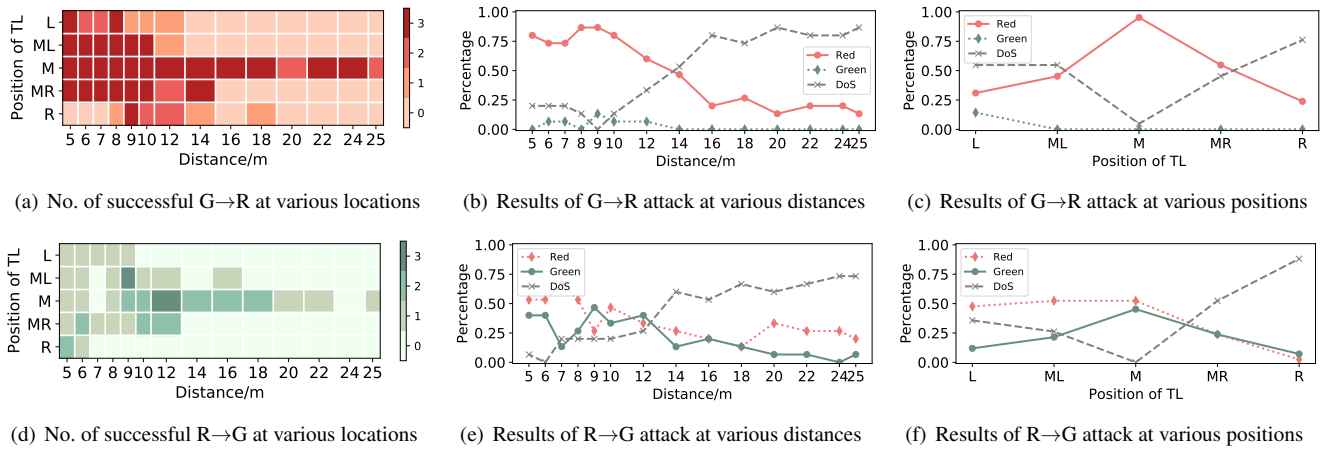 L
ML
M
MR
R
Position of TL
5 6 7 8 9 10 12 14 16 18 20 22 24 25
Distance/m
3
2
1
0
(a) No. of successful G→R at various locations
1.00
0.75
0.50
0.25
0.00
Percentage
Red
Green
DoS
5 6 7 8 9 10 12 14 16 18 20 22 24 25
Distance/m
(b) Results of G→R attack at various distances
1.00
0.75
0.50
0.25
0.00
Percentage
Red
Green
DoS
L ML M MR R
Position of TL
(c) Results of G→R attack at various positions
L
ML
M
MR
R
Position of TL
5 6 7 8 9 10 12 14 16 18 20 22 24 25
Distance/m
3
2
1
0
(d) No. of successful R→G at various locations
1.00
0.75
0.50
0.25
0.00
Percentage
Red
Green
DoS
5 6 7 8 9 10 12 14 16 18 20 22 24 25
Distance/m
(e) Results of R→G attack at various distances
1.00
0.75
0.50
0.25
0.00
Percentage
Red
Green
DoS
L ML M MR R
Position of TL
(f) Results of R→G attack at various positions